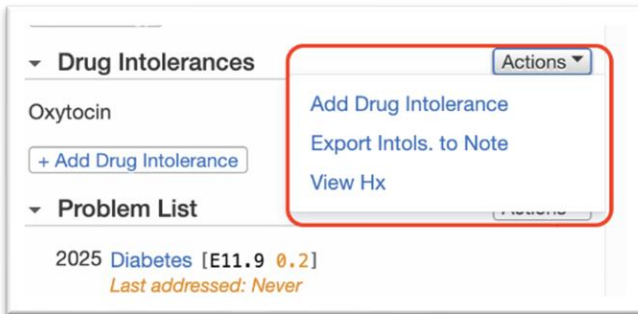 Drug Intolerances
Actions
Oxytocin
Add Drug Intolerance
Export Intols. to Note
+ Add Drug Intolerance
View Hx
Problem List
2025 Diabetes [E11.9 0.2]
Last addressed: Never